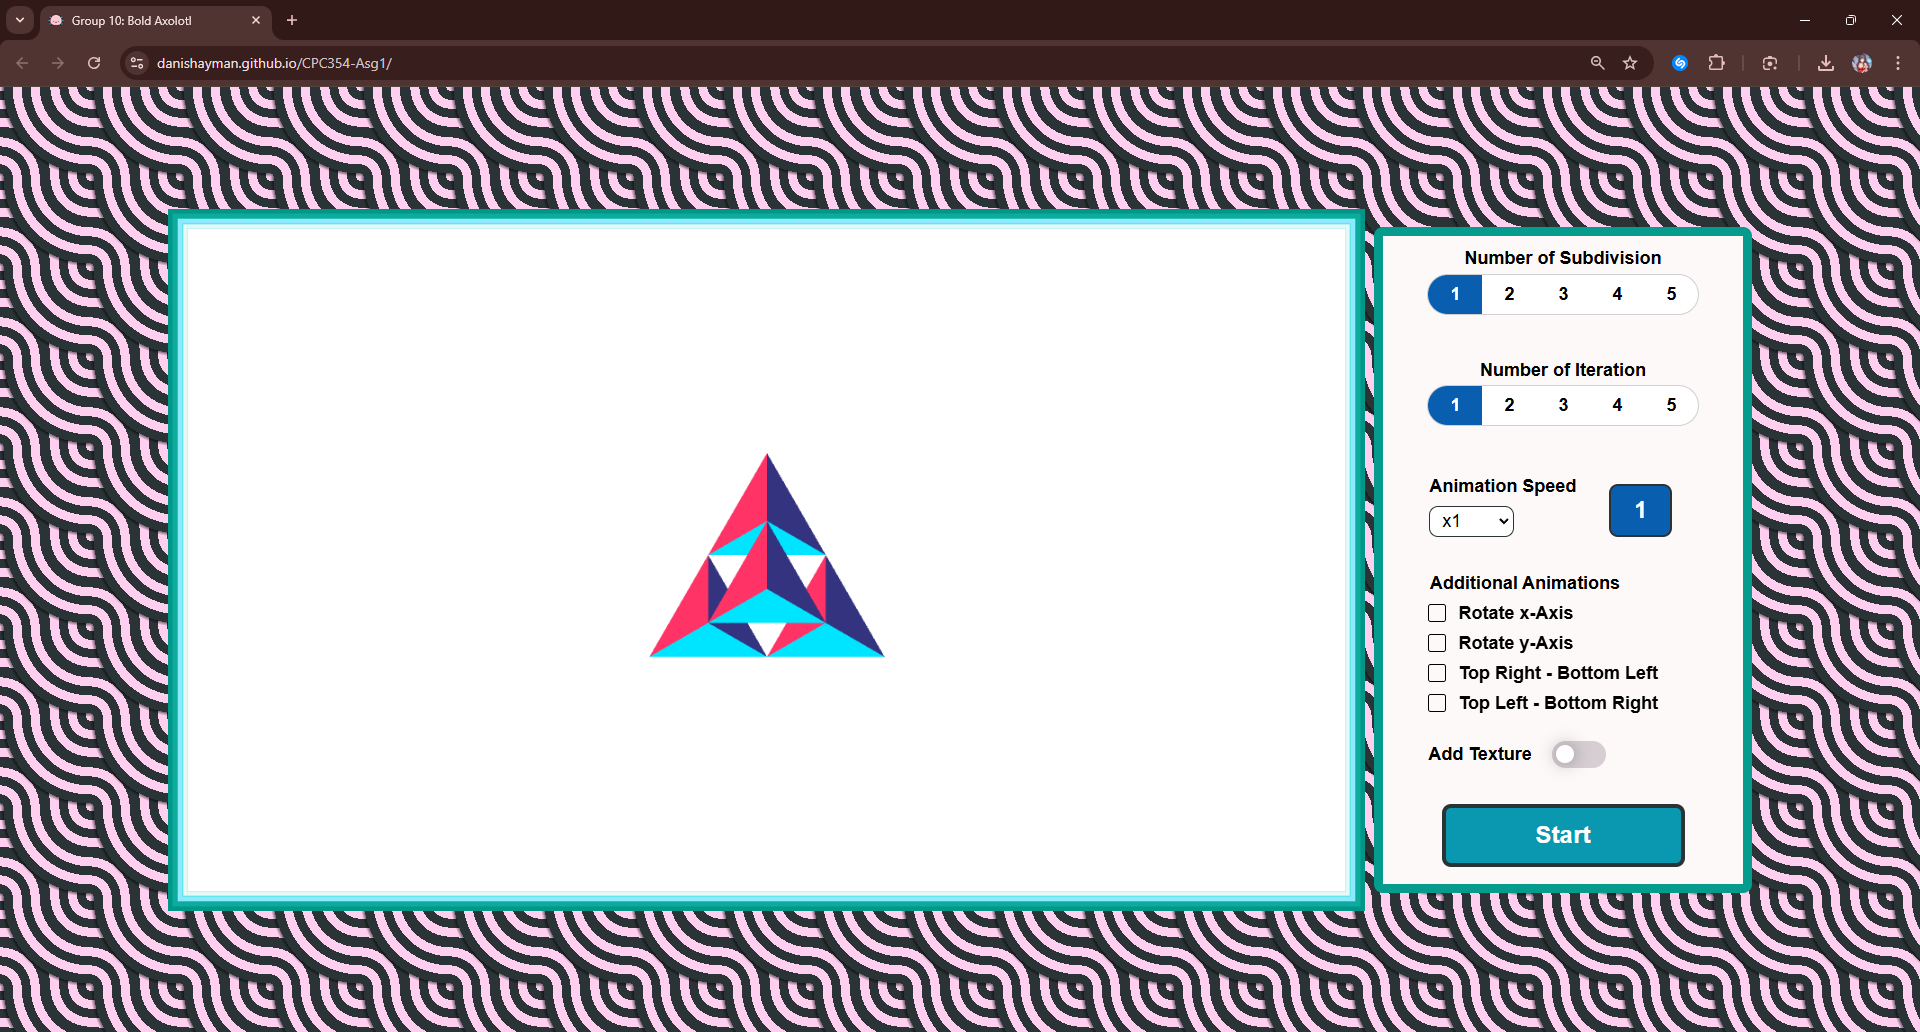 Group 10: Bold Axolotl
danishayman.github.io/CPC354-Asg1/
Number of Subdivision
1 2 3 4 5
Number of Iteration
1 2 3 4 5
Animation Speed
x1
1
Additional Animations
Rotate x-Axis
Rotate y-Axis
Top Right - Bottom Left
Top Left - Bottom Right
Add Texture
Start